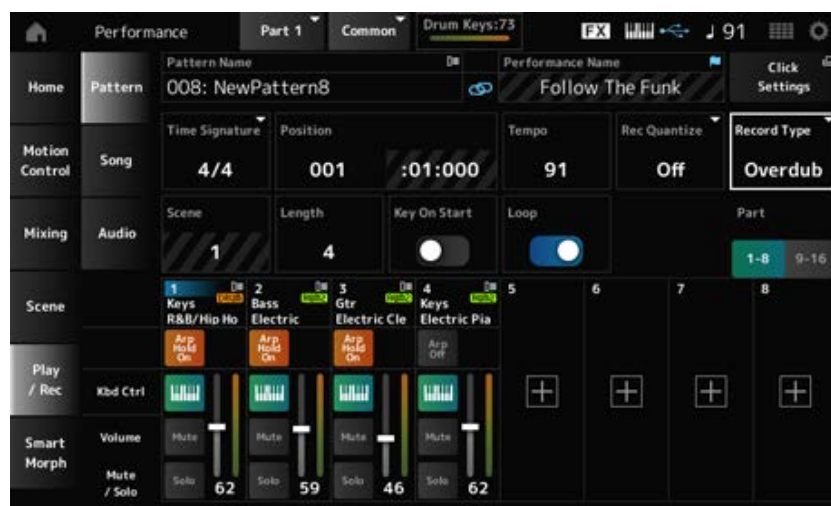 Performance
Part 1
Common
Drum Keys:73
FX
91
Home
Pattern
Pattern Name
008: NewPattern8
Performance Name
Follow The Funk
Click
Settings
Motion
Control
Song
Time Signature
4/4
Position
001
:01:000
Tempo
91
Rec Quantize
Off
Record Type
Overdub
Mixing
Audio
Scene
1
Length
4
Key On Start
Loop
Part
1-8
9-16
Scene
1
Keys
R&B/Hip Ho
2
Bass
Electric
3
Gtr
Electric Cle
4
Keys
Electric Pia
5
6
7
8
Arp
Hold
On
Arp
Hold
On
Arp
Hold
On
Arp
Off
Play
/ Rec
Kbd Ctrl
Smart
Morph
Volume
Mute
Mute
Mute
Mute
Mute
/ Solo
Solo
62
Solo
59
Solo
46
Solo
62